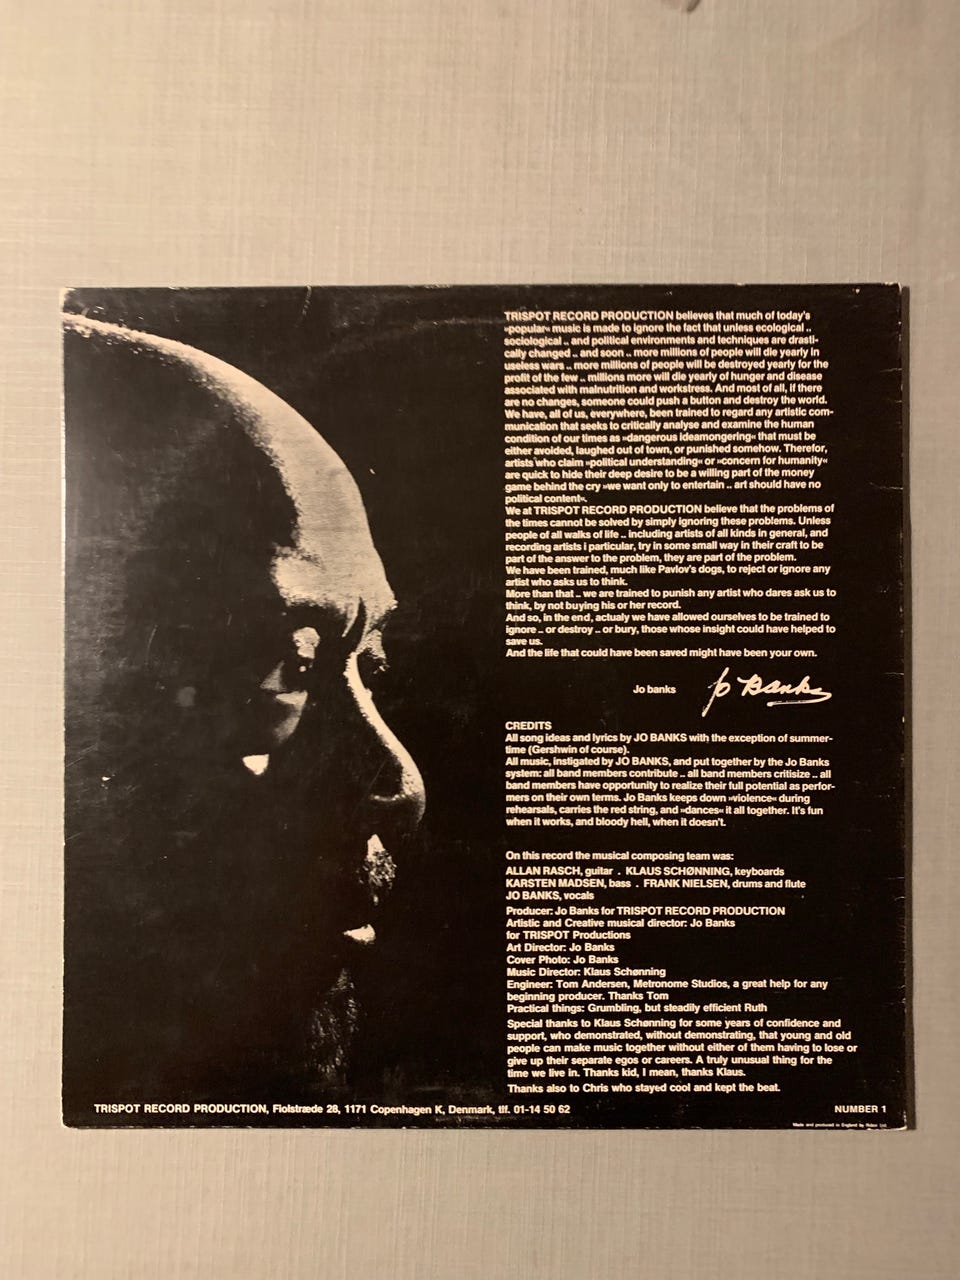 TRISPOT RECORD PRODUCTION believes that much of today's
»popular« music is made to ignore the fact that unless ecological ..
sociological .. and political environments and techniques are drasti-
cally changed .. and soon .. more millions of people will die yearly in
useless wars .. more millions of people will be destroyed yearly for the
profit of the few .. millions more will die yearly of hunger and disease
associated with malnutrition and workstress. And most of all, if there
are no changes, someone could push a button and destroy the world.
We have, all of us, everywhere, been trained to regard any artistic com-
munication that seeks to critically analyse and examine the human
condition of our times as »dangerous ideamongering« that must be
either avoided, laughed out of town, or punished somehow. Therefor,
artists who claim »political understanding« or »concern for humanity«
are quick to hide their deep desire to be a willing part of the money
game behind the cry »we want only to entertain .. art should have no
political content«.
We at TRISPOT RECORD PRODUCTION believe that the problems of
the times cannot be solved by simply ignoring these problems. Unless
people of all walks of life .. including artists of all kinds in general, and
recording artists i particular, try in some small way in their craft to be
part of the answer to the problem, they are part of the problem.
We have been trained, much like Pavlov's dogs, to reject or ignore any
artist who asks us to think.
More than that .. we are trained to punish any artist who dares ask us to
think, by not buying his or her record.
And so, in the end, actualy we have allowed ourselves to be trained to
ignore .. or destroy .. or bury, those whose insight could have helped to
save us.
And the life that could have been saved might have been your own.
Jo banks Jo Banks
CREDITS
All song ideas and lyrics by JO BANKS with the exception of summer-
time (Gershwin of course).
All music, instigated by JO BANKS, and put together by the Jo Banks
system: all band members contribute .. all band members critisize .. all
band members have opportunity to realize their full potential as perfor-
mers on their own terms. Jo Banks keeps down »violence« during
rehearsals, carries the red string, and »dances« it all together. It's fun
when it works, and bloody hell, when it doesn't.
On this record the musical composing team was:
ALLAN RASCH, guitar . KLAUS SCHØNNING, keyboards
KARSTEN MADSEN, bass . FRANK NIELSEN, drums and flute
JO BANKS, vocals
Producer: Jo Banks for TRISPOT RECORD PRODUCTION
Artistic and Creative musical director: Jo Banks
for TRISPOT Productions
Art Director: Jo Banks
Cover Photo: Jo Banks
Music Director: Klaus Schønning
Engineer: Tom Andersen, Metronome Studios, a great help for any
beginning producer. Thanks Tom
Practical things: Grumbling, but steadily efficient Ruth
Special thanks to Klaus Schønning for some years of confidence and
support, who demonstrated, without demonstrating, that young and old
people can make music together without either of them having to lose or
give up their separate egos or careers. A truly unusual thing for the
time we live in. Thanks kid, I mean, thanks Klaus.
Thanks also to Chris who stayed cool and kept the beat.
TRISPOT RECORD PRODUCTION, Fiolstræde 28, 1171 Copenhagen K, Denmark, tlf. 01-14 50 62 NUMBER 1
Made and produced in England by Ltd.